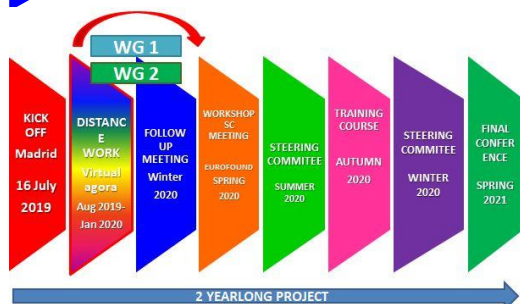 WG 1
WG 2
KICK
OFF
Madrid
16 July
2019
DISTANC
E
WORK
Virtual
agora
Aug 2019-
Jan 2020
FOLLOW
UP
MEETING
Winter
2020
WORKSHOP
SC
MEETING
EUROFOUND
SPRING
2020
STEERING
COMMITEE
SUMMER
2020
TRAINING
COURSE
AUTUMN
2020
STEERING
COMMITEE
WINTER
2020
FINAL
CONFER
ENCE
SPRING
2021
2 YEARLONG PROJECT